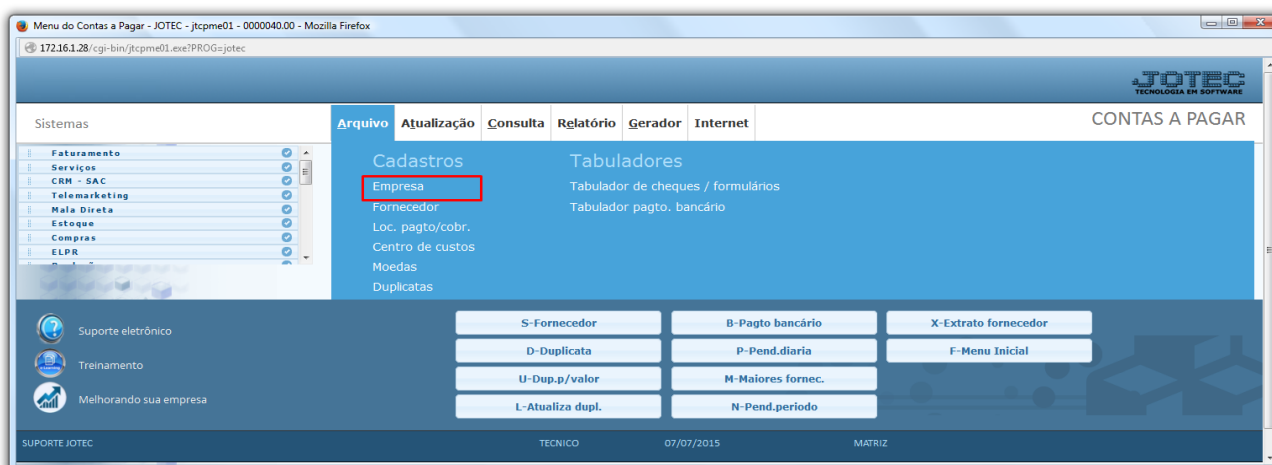 Menu do Contas a Pagar - JOTEC - jtcpme01 - 0000040.00 - Mozilla Firefox
172.16.1.28/cgi-bin/jtcpme01.exe?PROG=jotec
JOTEC
TECNOLOGIA EM SOFTWARE
Sistemas
Arquivo Atualização Consulta Relatório Gerador Internet
CONTAS A PAGAR
Faturamento
Serviços
CRM - SAC
Telemarketing
Mala Direta
Estoque
Compras
ELPR
Cadastros
Empresa
Fornecedor
Loc. pagto/cobr.
Centro de custos
Moedas
Duplicatas
Tabuladores
Tabulador de cheques / formulários
Tabulador pagto. bancário
Suporte eletrônico
Treinamento
Melhorando sua empresa
S-Fornecedor B-Pagto bancário X-Extrato fornecedor
D-Duplicata P-Pend.diaria F-Menu Inicial
U-Dup.p/valor M-Maiores fornec.
L-Atualiza dupl. N-Pend.periodo
SUPORTE JOTEC TECNICO 07/07/2015 MATRIZ